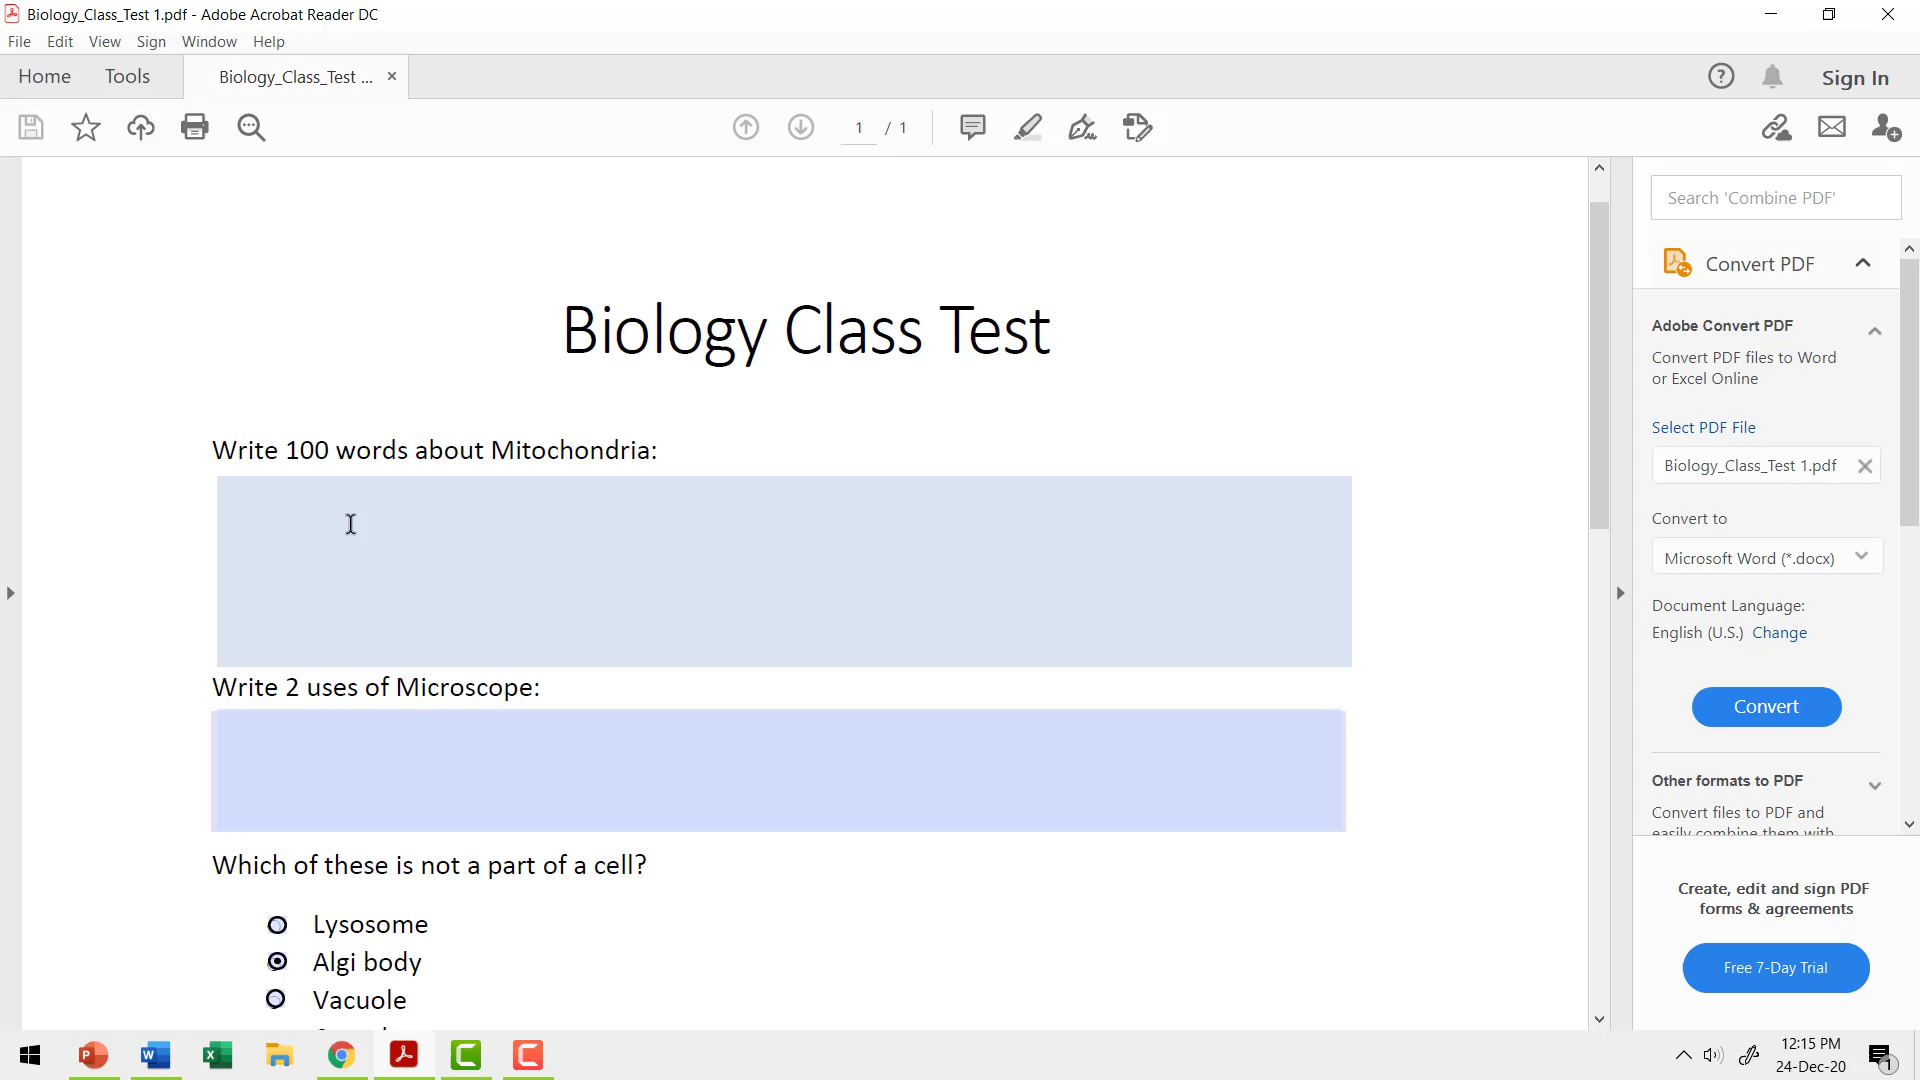 Biology_Class_Test 1.pdf - Adobe Acrobat Reader DC
File Edit View Sign Window Help
Home Tools Biology_Class_Test ... Sign In
1 / 1
Search 'Combine PDF'
Convert PDF
Biology Class Test
Adobe Convert PDF
Convert PDF files to Word
or Excel Online
Select PDF File
Write 100 words about Mitochondria:
Biology_Class_Test 1.pdf
Convert to
Microsoft Word (*.docx)
Document Language:
English (U.S.) Change
Write 2 uses of Microscope:
Convert
Other formats to PDF
Convert files to PDF and
easily combine them with
Which of these is not a part of a cell?
Lysosome
Algi body
Vacuole
Create, edit and sign PDF
forms & agreements
Free 7-Day Trial
12:15 PM
24-Dec-20
1